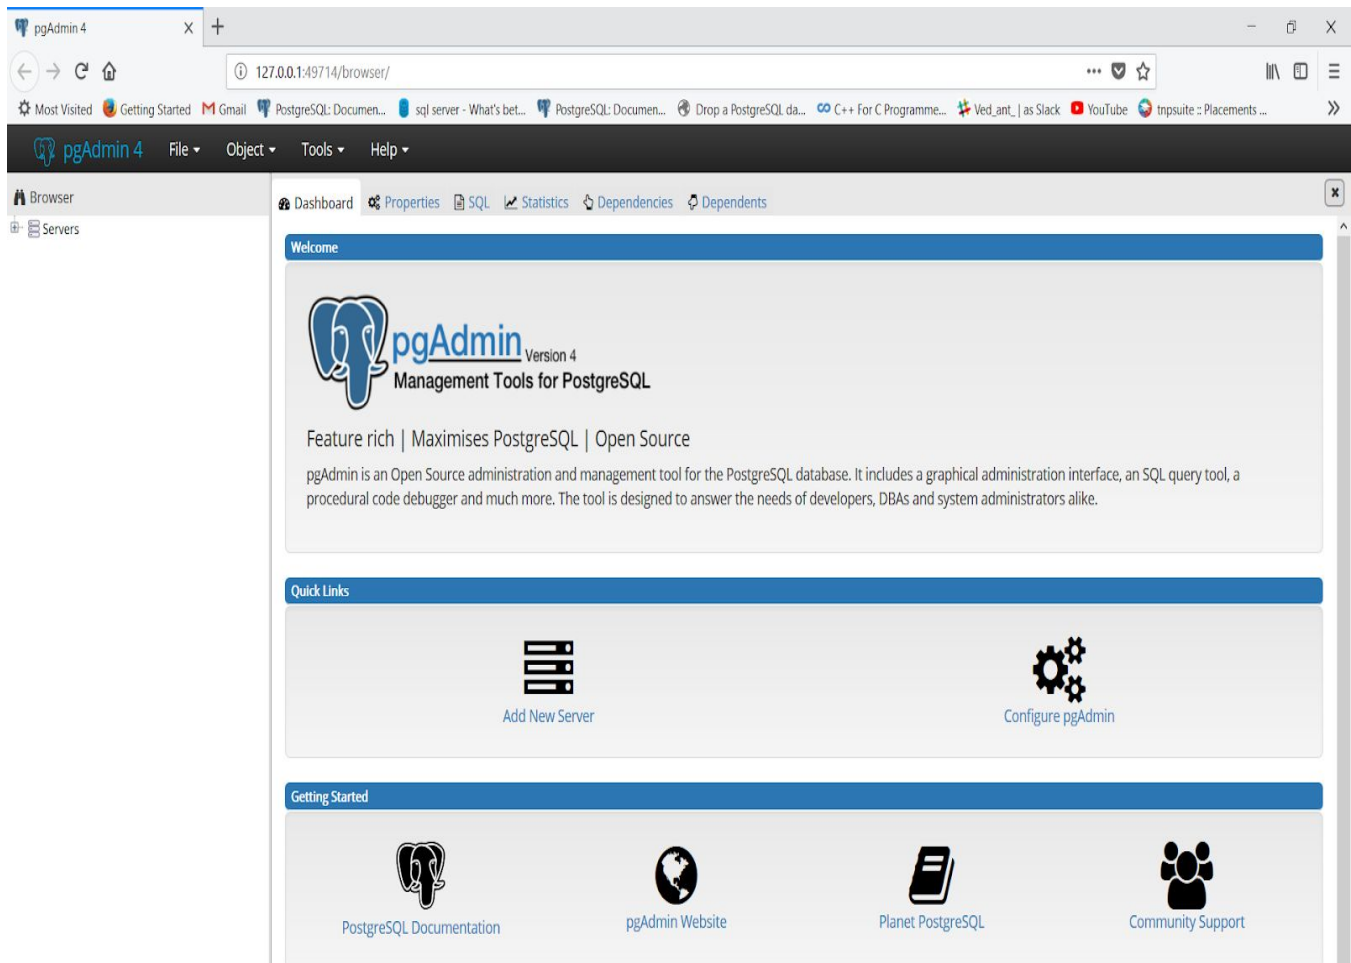 pgAdmin 4
127.0.0.1:49714/browser/
Most Visited Getting Started Gmail PostgreSQL: Documen... sql server - What's bet... PostgreSQL: Documen... Drop a PostgreSQL da... C++ For C Programme... Ved_ant_ | as Slack YouTube tnpsuite :: Placements ...
pgAdmin 4 File Object Tools Help
Browser
Servers
Dashboard Properties SQL Statistics Dependencies Dependents
Welcome
pgAdmin Version 4
Management Tools for PostgreSQL
Feature rich | Maximises PostgreSQL | Open Source
pgAdmin is an Open Source administration and management tool for the PostgreSQL database. It includes a graphical administration interface, an SQL query tool, a
procedural code debugger and much more. The tool is designed to answer the needs of developers, DBAs and system administrators alike.
Quick Links
Add New Server
Configure pgAdmin
Getting Started
PostgreSQL Documentation
pgAdmin Website
Planet PostgreSQL
Community Support